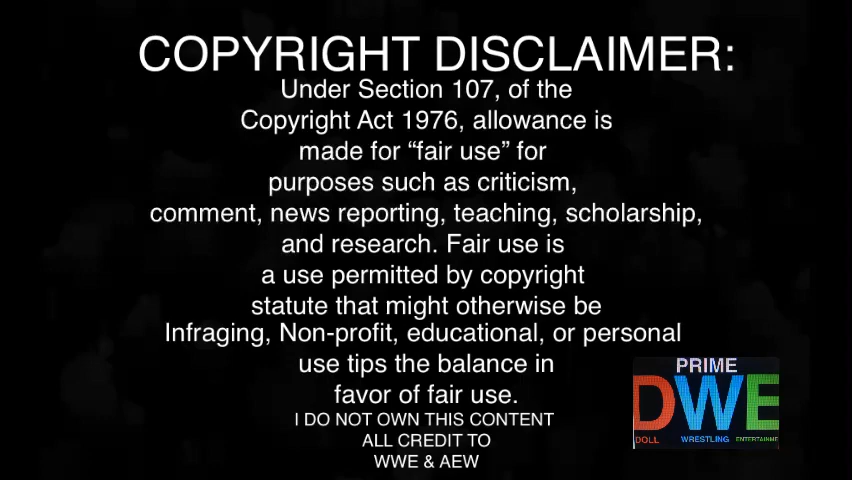 COPYRIGHT DISCLAIMER:
Under Section 107, of the
Copyright Act 1976, allowance is
made for “fair use” for
purposes such as criticism,
comment, news reporting, teaching, scholarship,
and research. Fair use is
a use permitted by copyright
statute that might otherwise be
Infraging, Non-profit, educational, or personal
use tips the balance in
favor of fair use.
I DO NOT OWN THIS CONTENT
ALL CREDIT TO
WWE & AEW
PRIME
DWE
DOLL WRESTLING ENTERTAINME